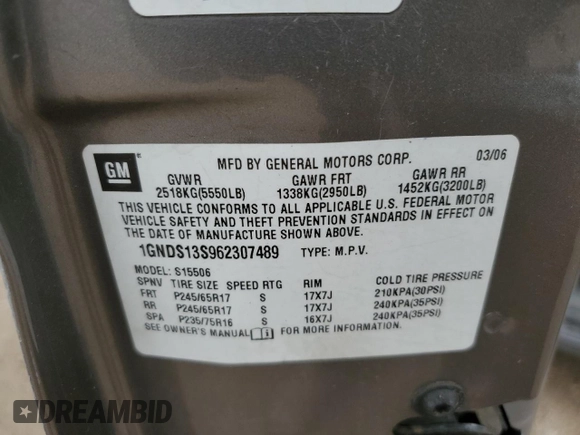 GM
MFD BY GENERAL MOTORS CORP. 03/06
GVWR GAWR FRT GAWR RR
2518KG(5550LB) 1338KG(2950LB) 1452KG(3200LB)
THIS VEHICLE CONFORMS TO ALL APPLICABLE U.S. FEDERAL MOTOR
VEHICLE SAFETY AND THEFT PREVENTION STANDARDS IN EFFECT ON
THE DATE OF MANUFACTURE SHOWN ABOVE.
1GNDS13S962307489 TYPE: M.P.V.
MODEL: S15506
SPNV TIRE SIZE SPEED RTG RIM COLD TIRE PRESSURE
FRT P245/65R17 S 17X7J 210KPA(30PSI)
RR P245/65R17 S 17X7J 240KPA(35PSI)
SPA P235/75R16 S 16X7J 240KPA(35PSI)
SEE OWNER'S MANUAL FOR MORE INFORMATION.
DREAMBID